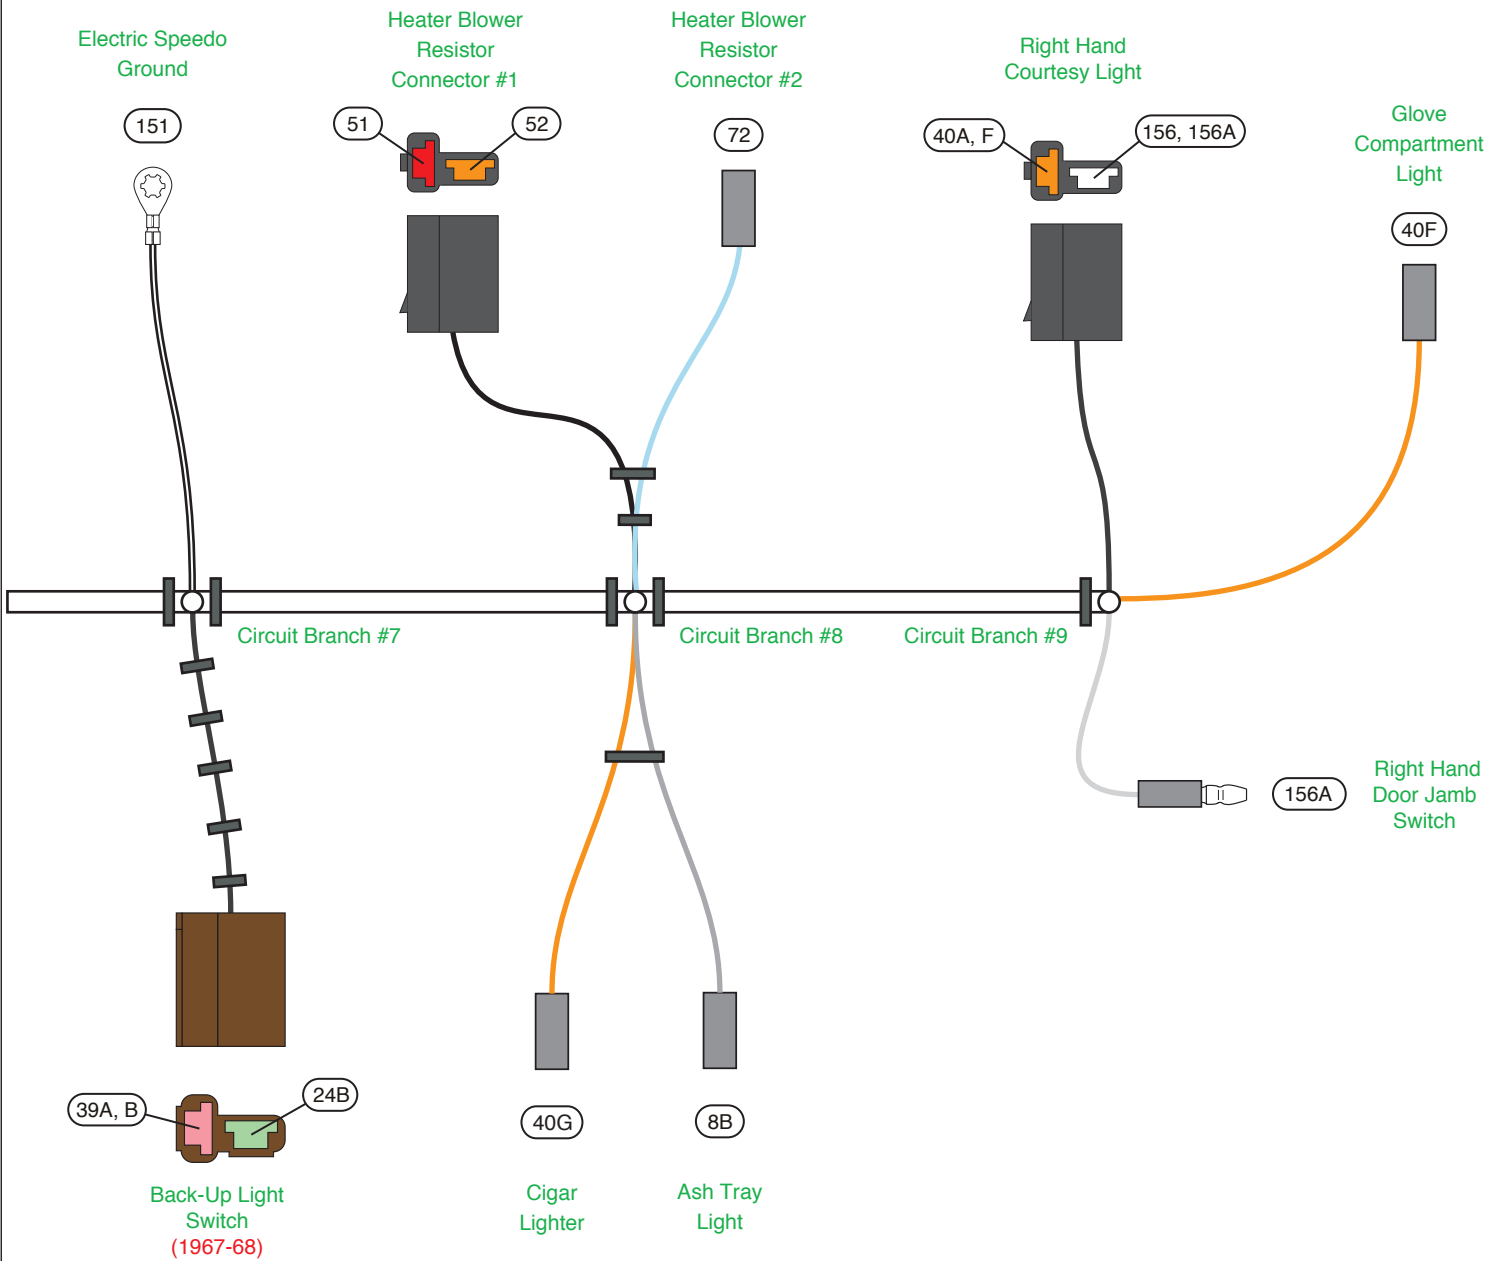 Electric Speedo
Ground
151
Heater Blower
Resistor
Connector #1
51
52
Heater Blower
Resistor
Connector #2
72
Right Hand
Courtesy Light
40A, F
156, 156A
Glove
Compartment
Light
40F
Circuit Branch #7
Circuit Branch #8
Circuit Branch #9
156A
Right Hand
Door Jamb
Switch
39A, B
24B
Back-Up Light
Switch
(1967-68)
40G
Cigar
Lighter
8B
Ash Tray
Light